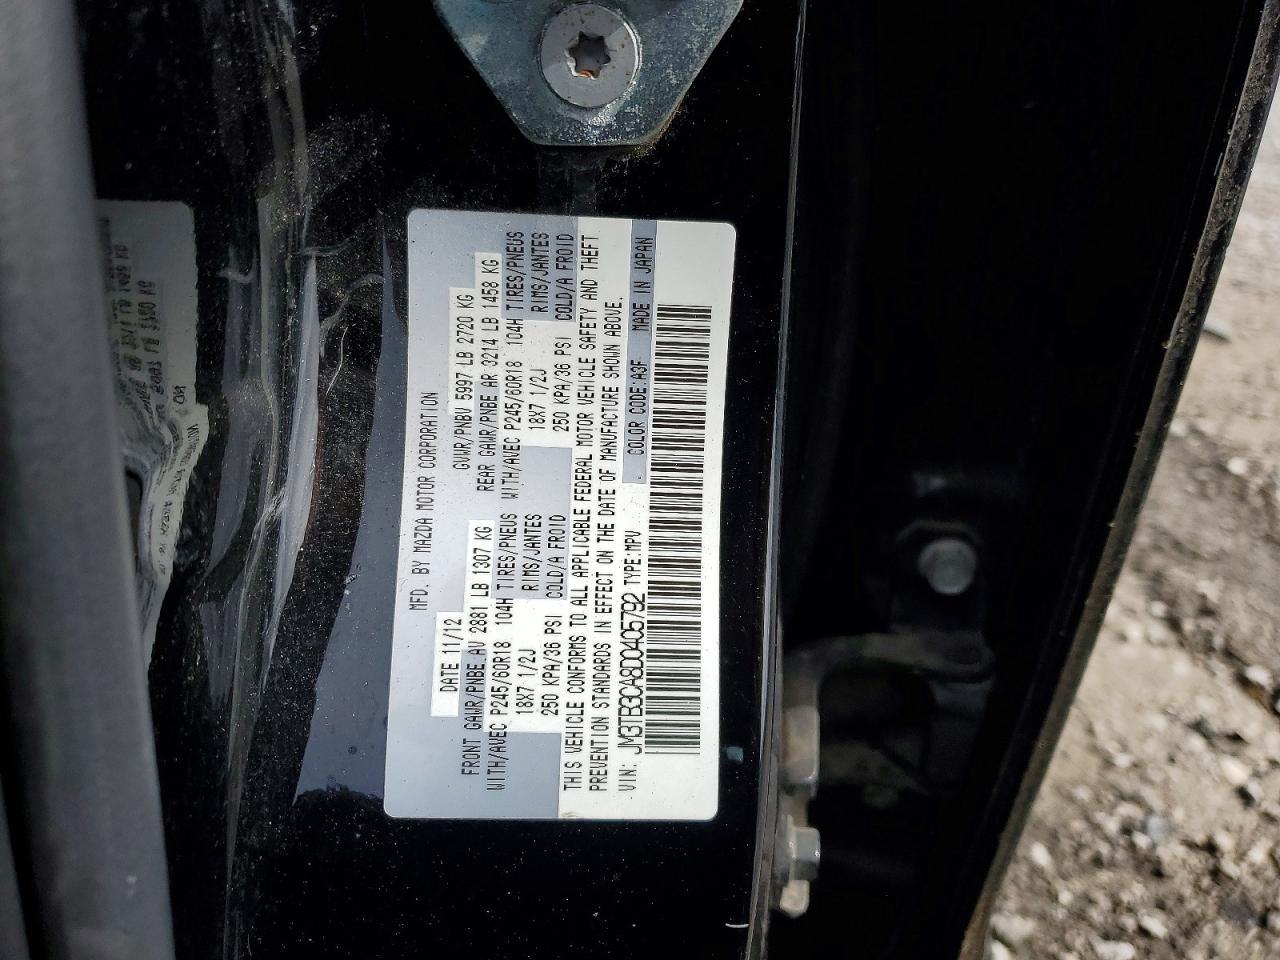 MFD. BY MAZDA MOTOR CORPORATION
DATE 11/12 GVWR/PNBV 5997 LB 2720 KG
FRONT GAWR/PNBE AV 2881 LB 1307 KG REAR GAWR/PNBE AR 3214 LB 1458 KG
WITH/AVEC P245/60R18 104H TIRES/PNEUS WITH/AVEC P245/60R18 104H TIRES/PNEUS
18X7 1/2J RIMS/JANTES 18X7 1/2J RIMS/JANTES
250 KPA/36 PSI COLD/A FROID 250 KPA/36 PSI COLD/A FROID
THIS VEHICLE CONFORMS TO ALL APPLICABLE FEDERAL MOTOR VEHICLE SAFETY AND THEFT
PREVENTION STANDARDS IN EFFECT ON THE DATE OF MANUFACTURE SHOWN ABOVE.
VIN: JM3TB3CA8D0405792 TYPE:MPV COLOR CODE:A3F MADE IN JAPAN